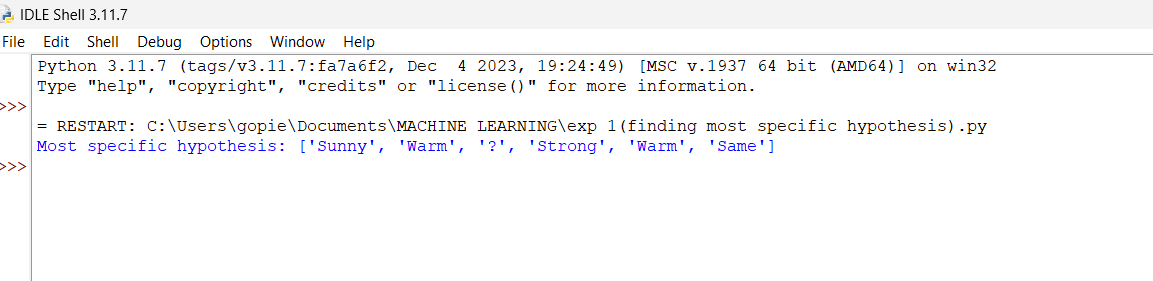 IDLE Shell 3.11.7
File Edit Shell Debug Options Window Help
Python 3.11.7 (tags/v3.11.7:fa7a6f2, Dec  4 2023, 19:24:49) [MSC v.1937 64 bit (AMD64)] on win32
Type "help", "copyright", "credits" or "license()" for more information.
>>>
= RESTART: C:\Users\gopie\Documents\MACHINE LEARNING\exp 1(finding most specific hypothesis).py
Most specific hypothesis: ['Sunny', 'Warm', '?', 'Strong', 'Warm', 'Same']
>>>